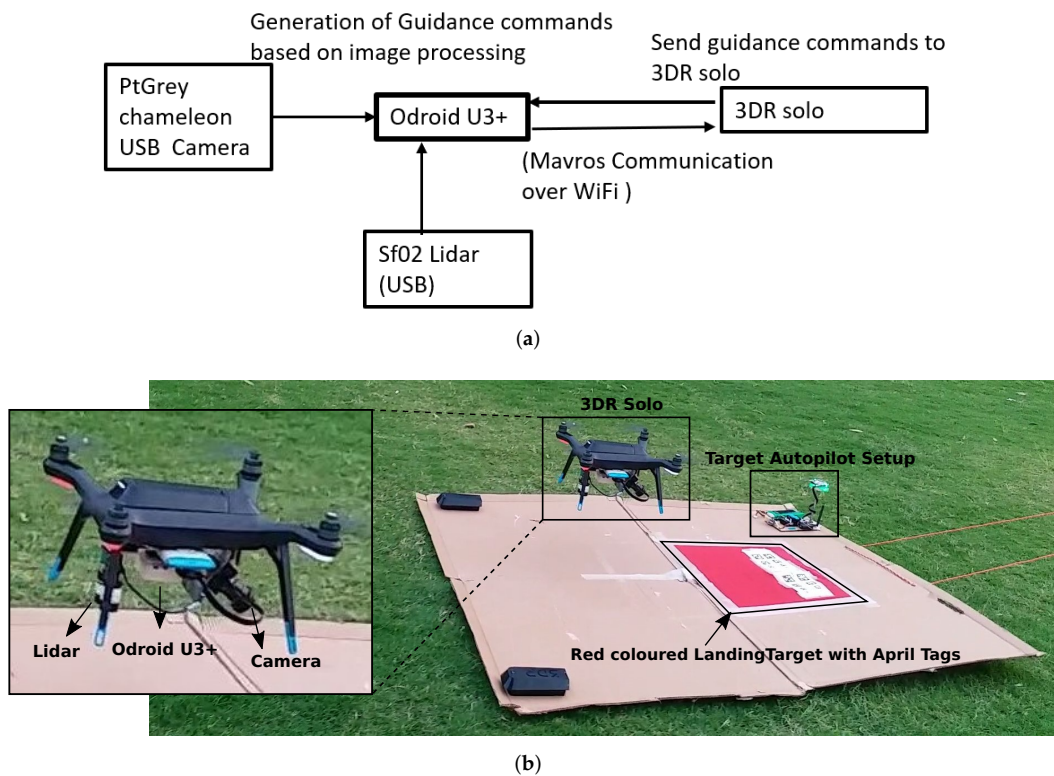 (a)
Generation of Guidance commands
based on image processing
Send guidance commands to
3DR solo
PtGrey
chameleon
USB Camera
Odroid U3+
3DR solo
(Mavros Communication
over WiFi )
Sf02 Lidar
(USB)
(a)
3DR Solo
Target Autopilot Setup
Lidar
Odroid U3+
Camera
Red coloured LandingTarget with April Tags
(b)